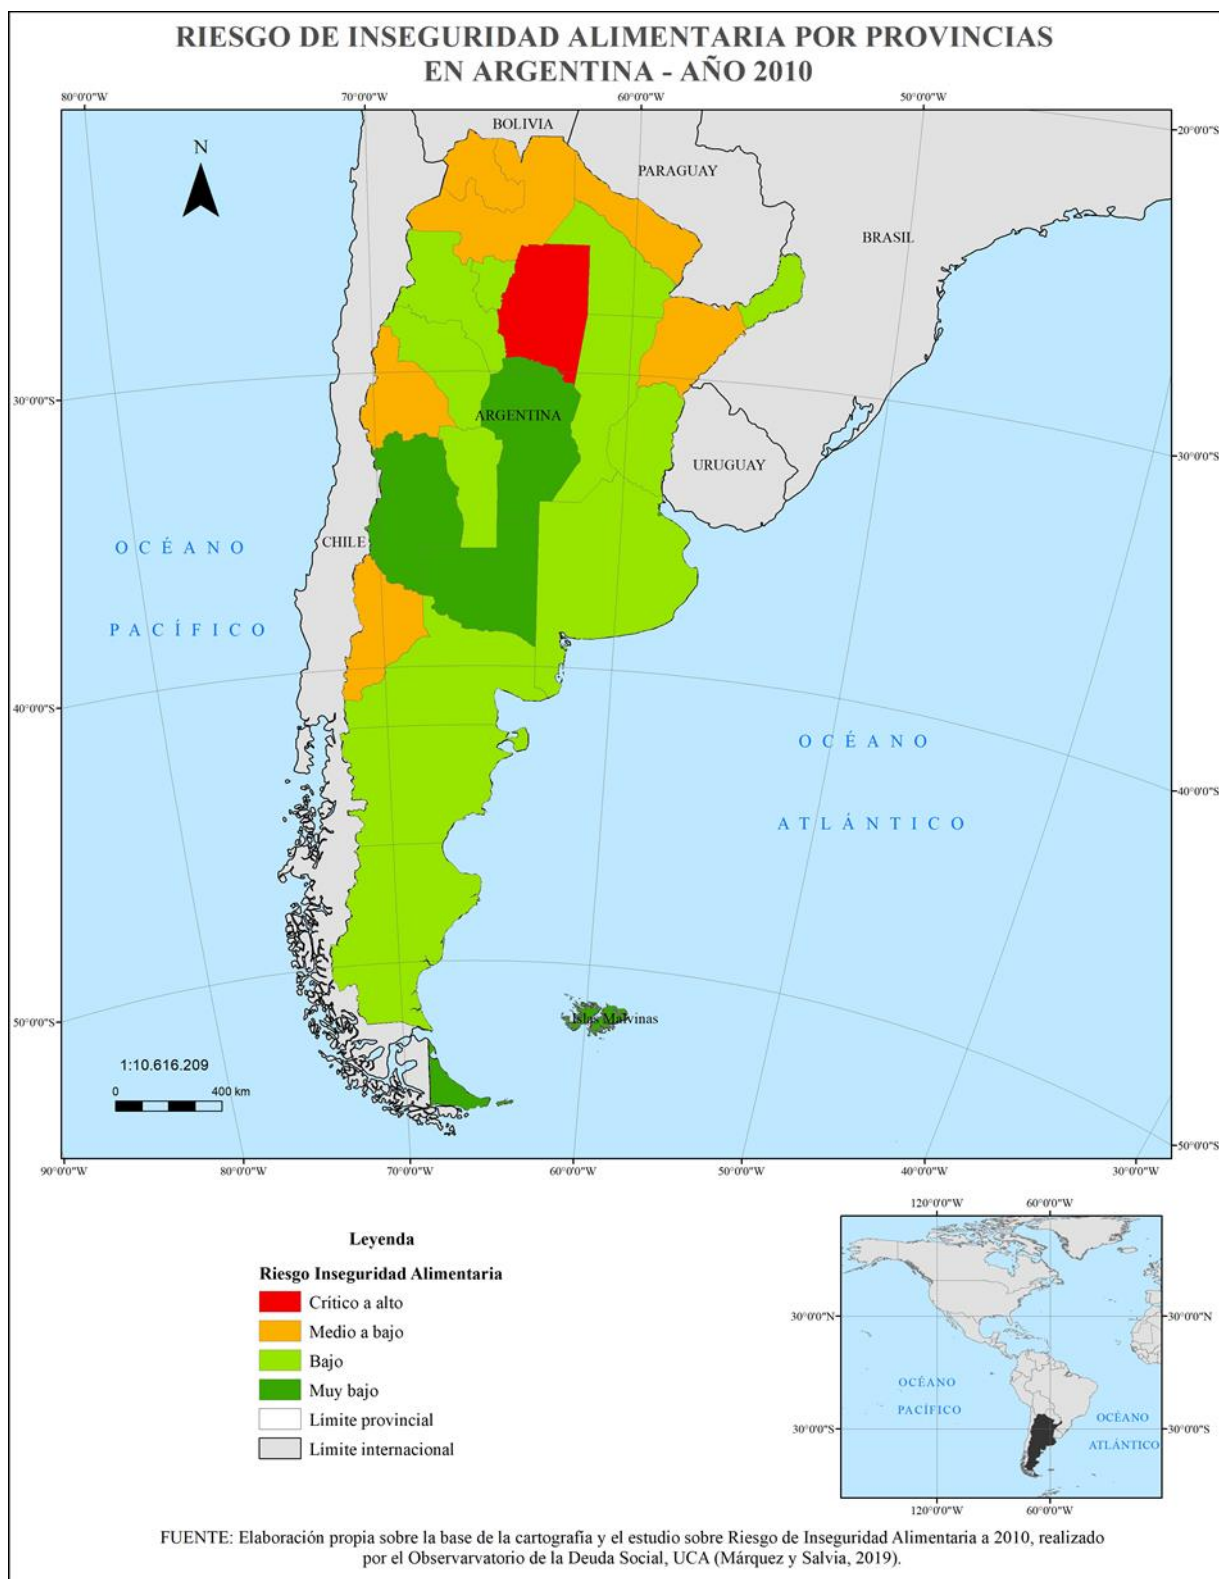 RIESGO DE INSEGURIDAD ALIMENTARIA POR PROVINCIAS
EN ARGENTINA - AÑO 2010
80°0'0"W
70°0'0"W
60°0'0"W
50°0'0"W
N
BOLIVIA
PARAGUAY
BRASIL
20°0'0"S
30°0'0"S
ARGENTINA
URUGUAY
30°0'0"S
OCÉANO
PACÍFICO
CHILE
40°0'0"S
OCÉANO
ATLÁNTICO
40°0'0"S
50°0'0"S
Islas Malvinas
1:10.616.209
0 400 km
50°0'0"S
90°0'0"W
80°0'0"W
70°0'0"W
60°0'0"W
50°0'0"W
40°0'0"W
30°0'0"W
Leyenda
Riesgo Inseguridad Alimentaria
Crítico a alto
Medio a bajo
Bajo
Muy bajo
Límite provincial
Límite internacional
120°0'0"W
60°0'0"W
30°0'0"N
30°0'0"N
OCÉANO
PACÍFICO
OCÉANO
ATLÁNTICO
30°0'0"S
30°0'0"S
120°0'0"W
60°0'0"W
FUENTE: Elaboración propia sobre la base de la cartografía y el estudio sobre Riesgo de Inseguridad Alimentaria a 2010, realizado
por el Observarvatorio de la Deuda Social, UCA (Márquez y Salvia, 2019).